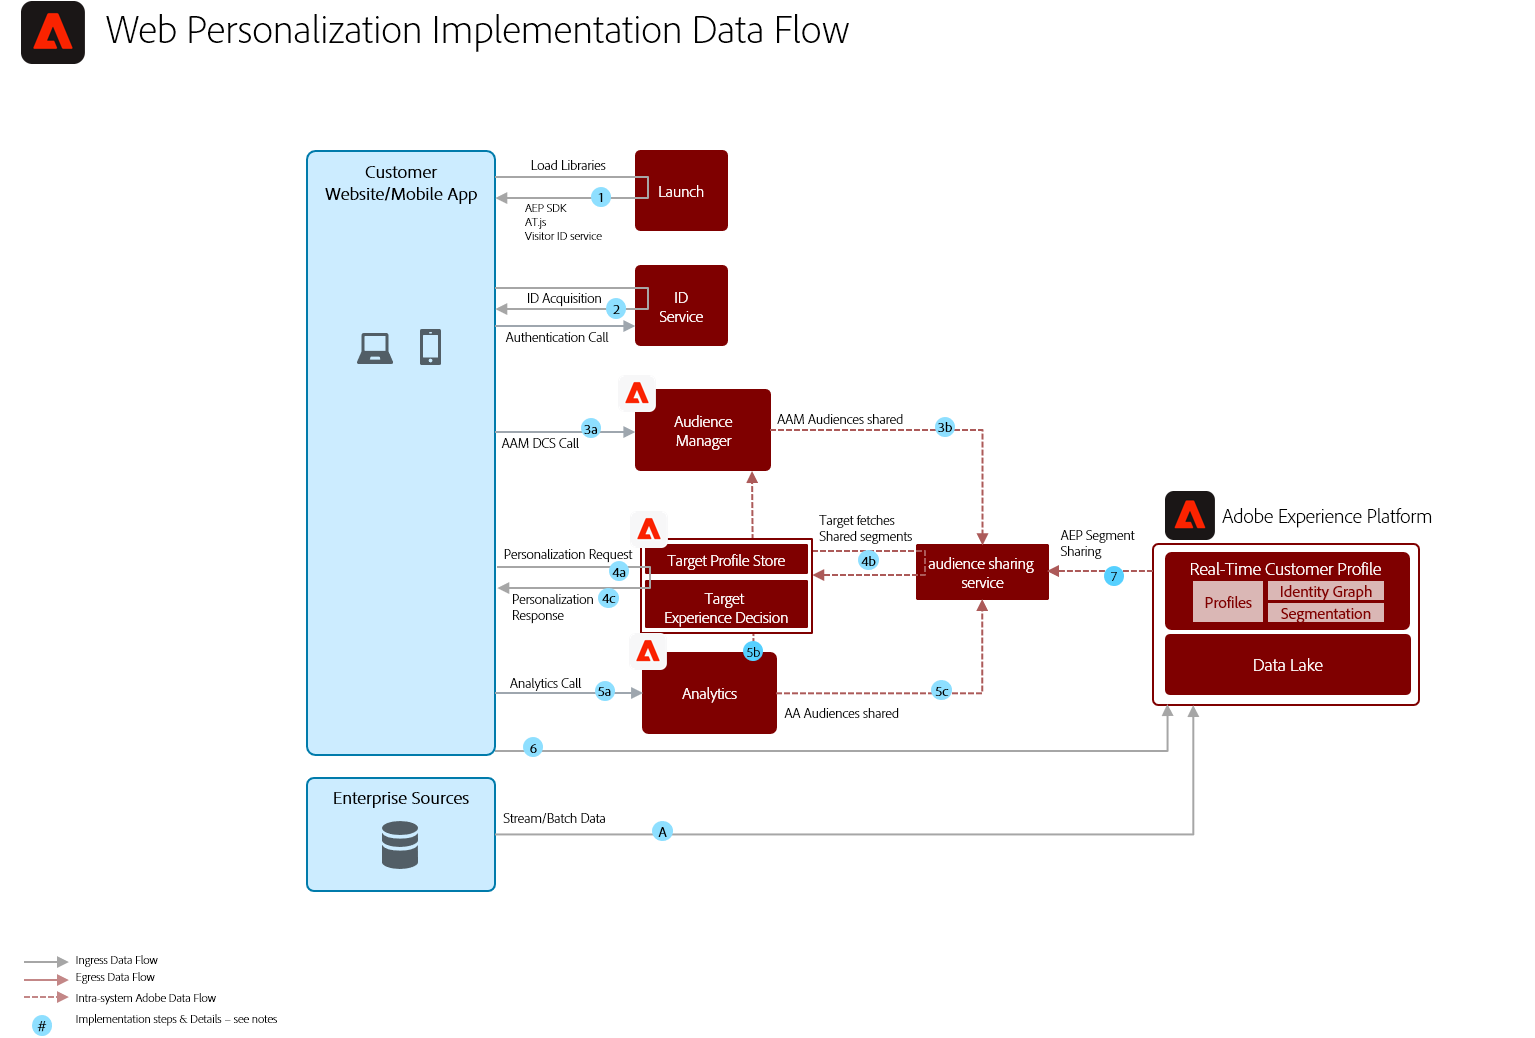 Web Personalization Implementation Data Flow
Customer
Website/Mobile App
Load Libraries
1
AEP SDK
AT.js
Visitor ID service
Launch
ID Acquisition
2
Authentication Call
ID
Service
3a
AAM DCS Call
Audience
Manager
AAM Audiences shared
3b
Personalization Request
4a
Personalization
Response
4c
Target Profile Store
Target
Experience Decision
Target fetches
Shared segments
4b
audience sharing
service
AEP Segment
Sharing
7
Adobe Experience Platform
Real-Time Customer Profile
Profiles
Identity Graph
Segmentation
Data Lake
Analytics Call
5a
5b
Analytics
5c
AA Audiences shared
6
Enterprise Sources
Stream/Batch Data
A
Ingress Data Flow
Egress Data Flow
Intra-system Adobe Data Flow
# Implementation steps & Details – see notes